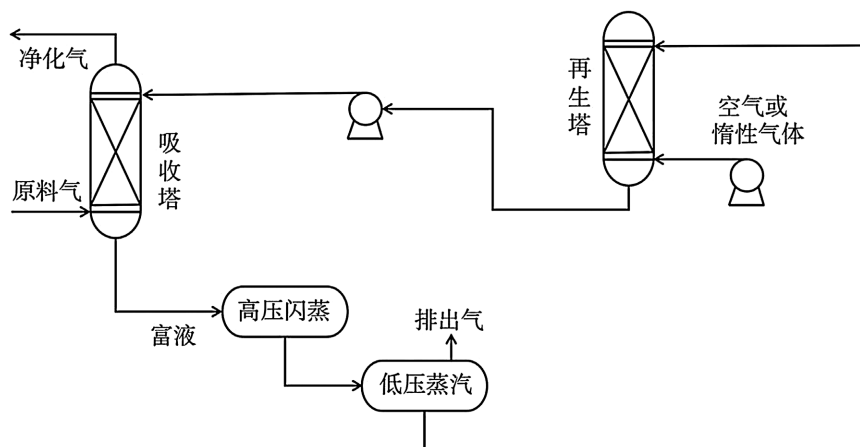 净化气
原料气
吸收塔
再生塔
空气或
惰性气体
富液
高压闪蒸
排出气
低压蒸汽